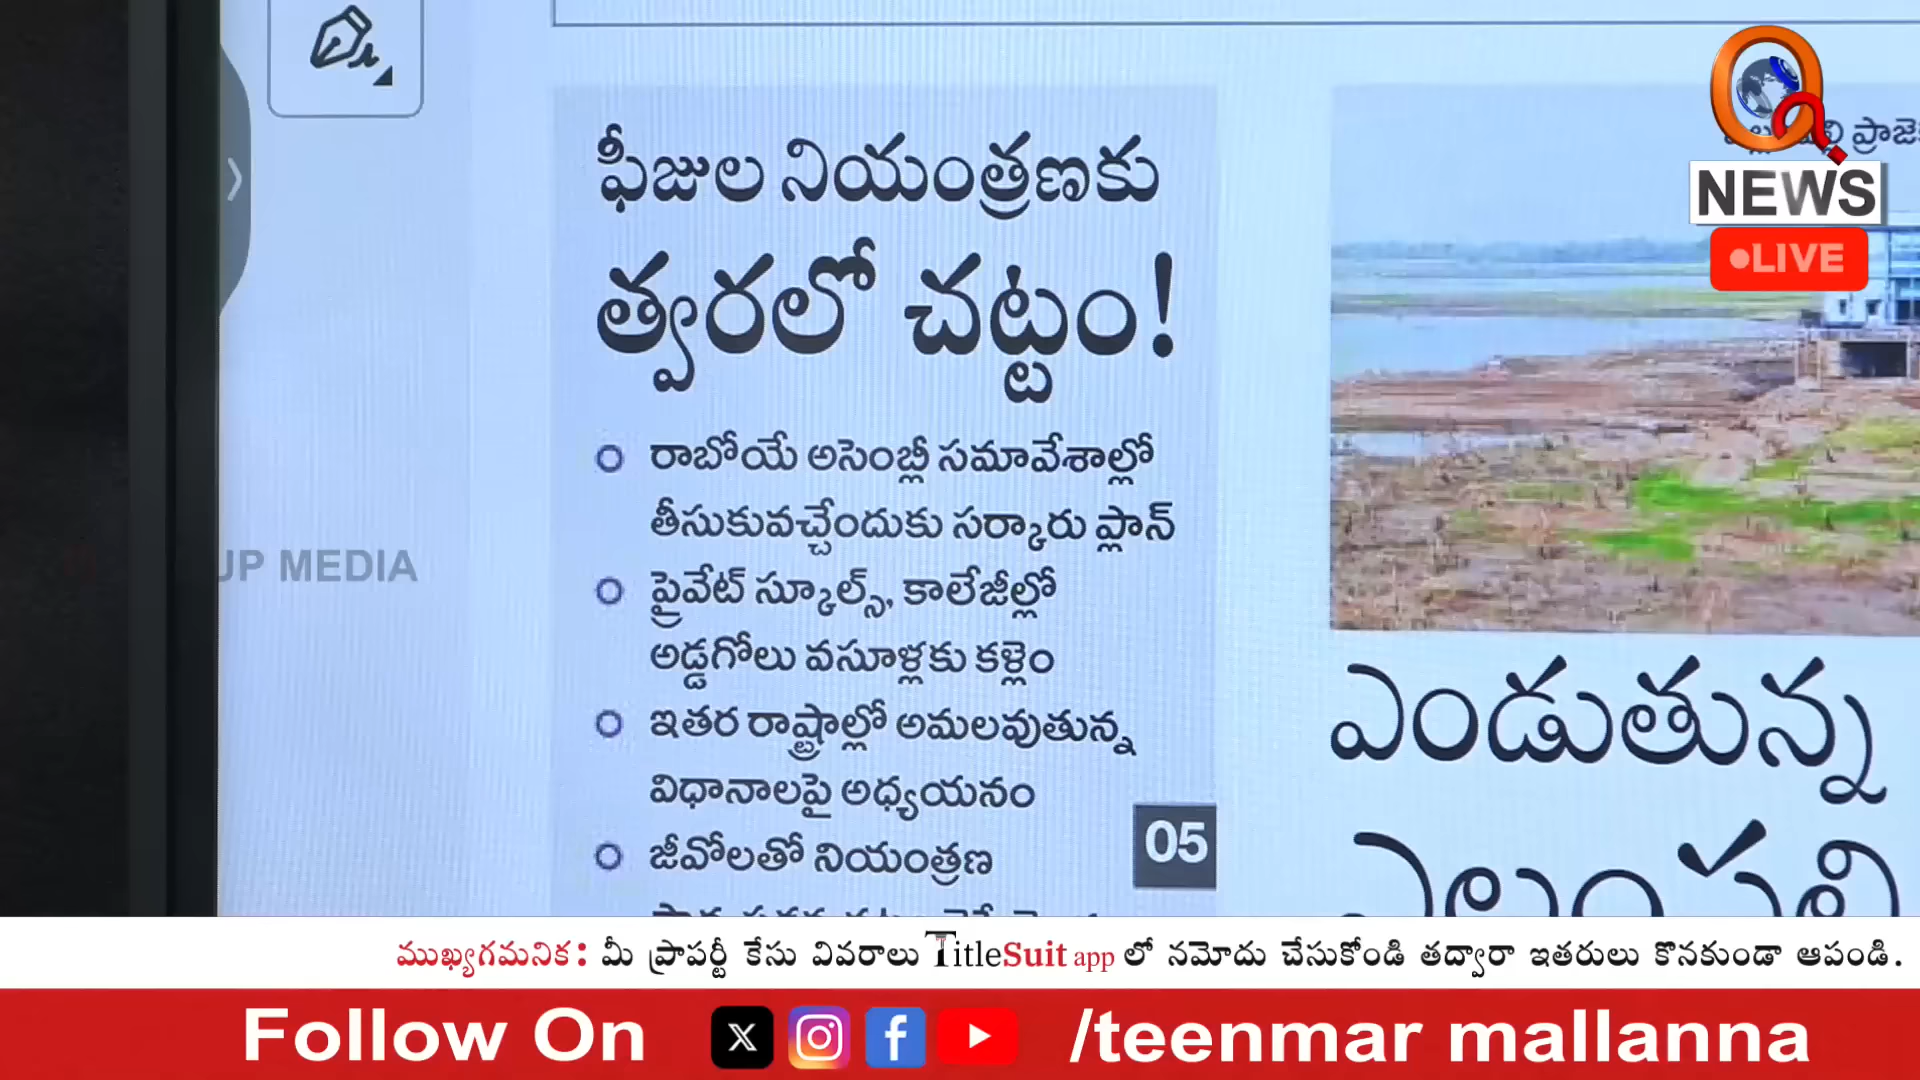 ఫీజుల నియంత్రణకు
త్వరలో చట్టం!
రాబోయే అసెంబ్లీ సమావేశాల్లో
తీసుకువచ్చేందుకు సర్కారు ప్లాన్
ప్రైవేట్ స్కూల్స్, కాలేజీల్లో
అడ్డగోలు వసూళ్లకు కళ్లెం
ఇతర రాష్ట్రాల్లో అమలవుతున్న
విధానాలపై అధ్యయనం
జీవోలతో నియంత్రణ
05
JP MEDIA
ప్రాజె
ఎండుతున్న
NEWS
LIVE
ముఖ్యగమనిక: మీ ప్రాపర్టీ కేసు వివరాలు TitleSuit app లో నమోదు చేసుకోండి తద్వారా ఇతరులు కొనకుండా ఆపండి.
Follow On /teenmar mallanna